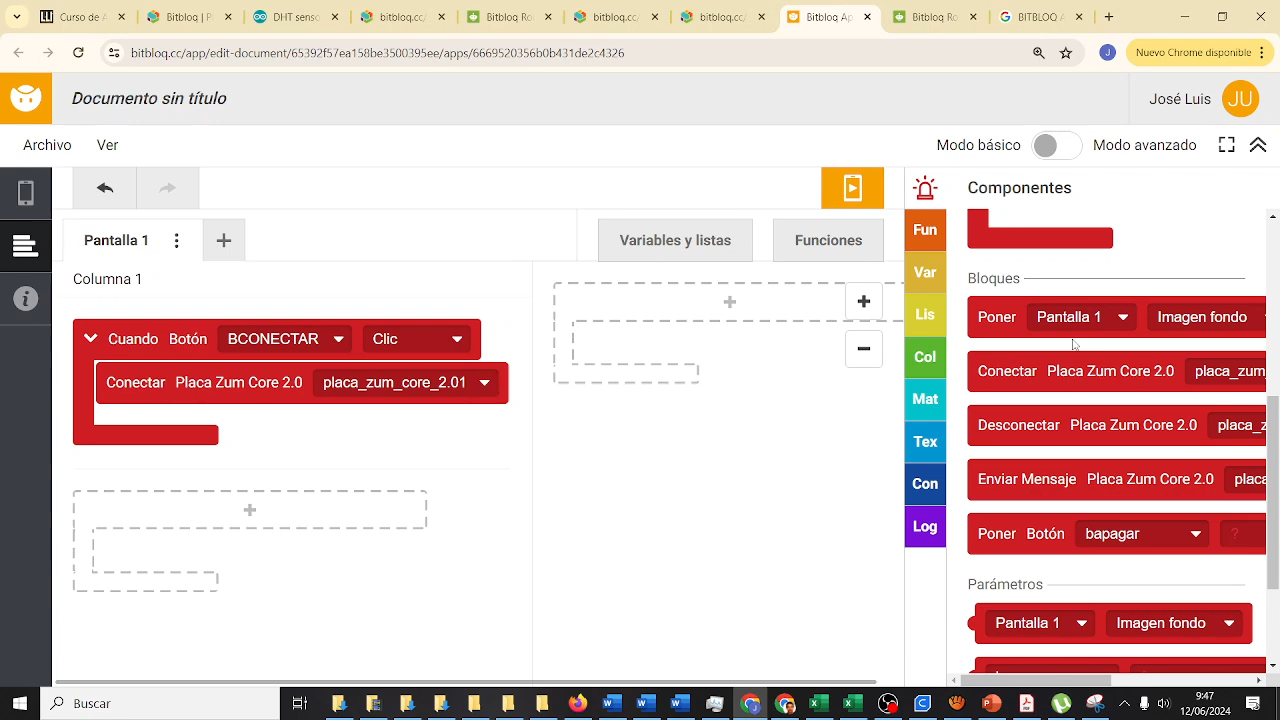 bitbloq.cc
DHT senso
bitbloq.cc
Bitbloq Ro
bitbloq.cc
bitbloq.cc
Bitbloq Ap
Bitbloq Ro
BITBLOQ A
bitbloq.cc/app/edit-document/65392f57ea158be3500395ee/apps/6669520356b0b431de2c4326
J
Nuevo Chrome disponible
Documento sin título
José Luis
JU
Archivo
Ver
Modo básico
Modo avanzado
Componentes
Pantalla 1
Variables y listas
Funciones
Columna 1
Cuando Botón BCONECTAR Clic
Conectar Placa Zum Core 2.0 placa_zum_core_2.01
Fun
Var
Lis
Col
Mat
Tex
Con
Log
Bloques
Poner Pantalla 1 Imagen fondo
Conectar Placa Zum Core 2.0 placa_zum
Desconectar Placa Zum Core 2.0 placa_z
Enviar Mensaje Placa Zum Core 2.0 placa
Poner Botón bapagar ?
Parámetros
Pantalla 1 Imagen fondo
Buscar
9:47
12/06/2024